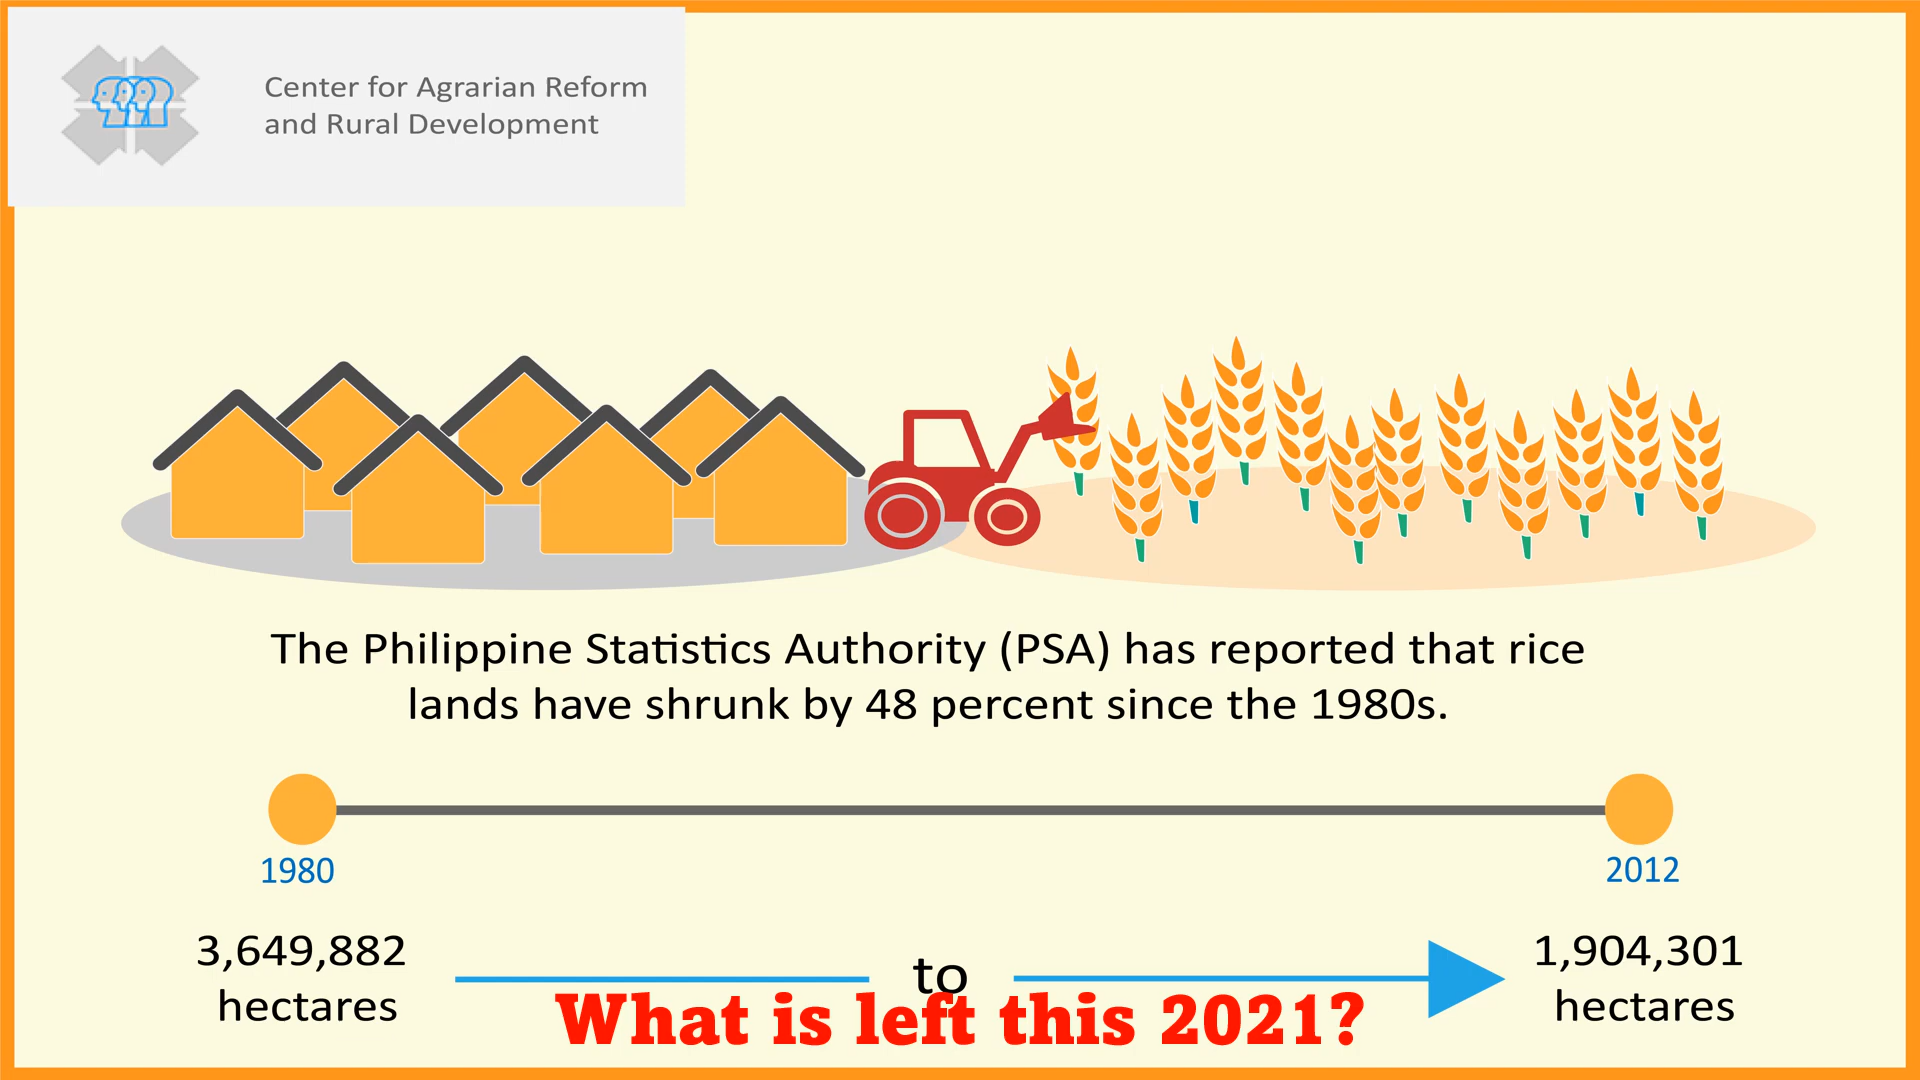 Center for Agrarian Reform
and Rural Development
The Philippine Statistics Authority (PSA) has reported that rice
lands have shrunk by 48 percent since the 1980s.
1980
2012
3,649,882
hectares
to
1,904,301
hectares
What is left this 2021?